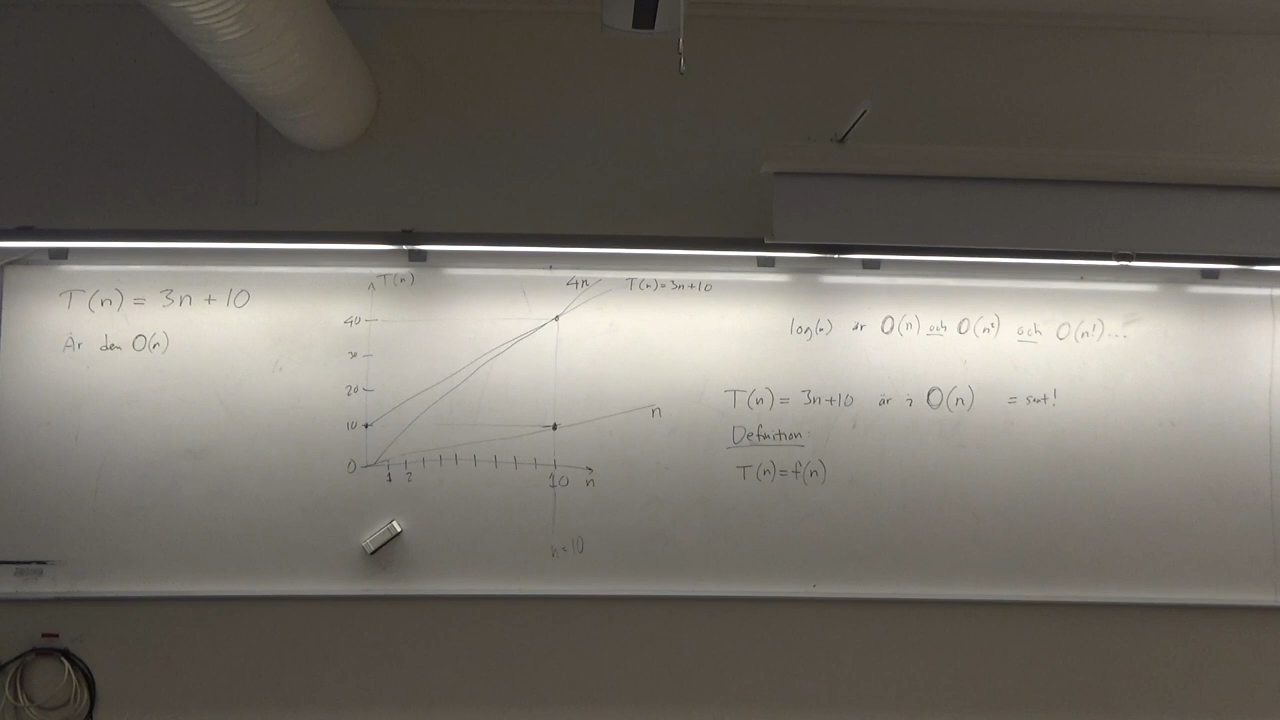 T(n) = 3n + 10
Är den O(n)
T(n)
4n
T(n) = 3n + 10
40
30
20
10
0
1 2 10 n
n
n = 10
log(n) är O(n) och O(n²) och O(n!)...
T(n) = 3n+10 är i O(n) = sant!
Definition:
T(n) = f(n)